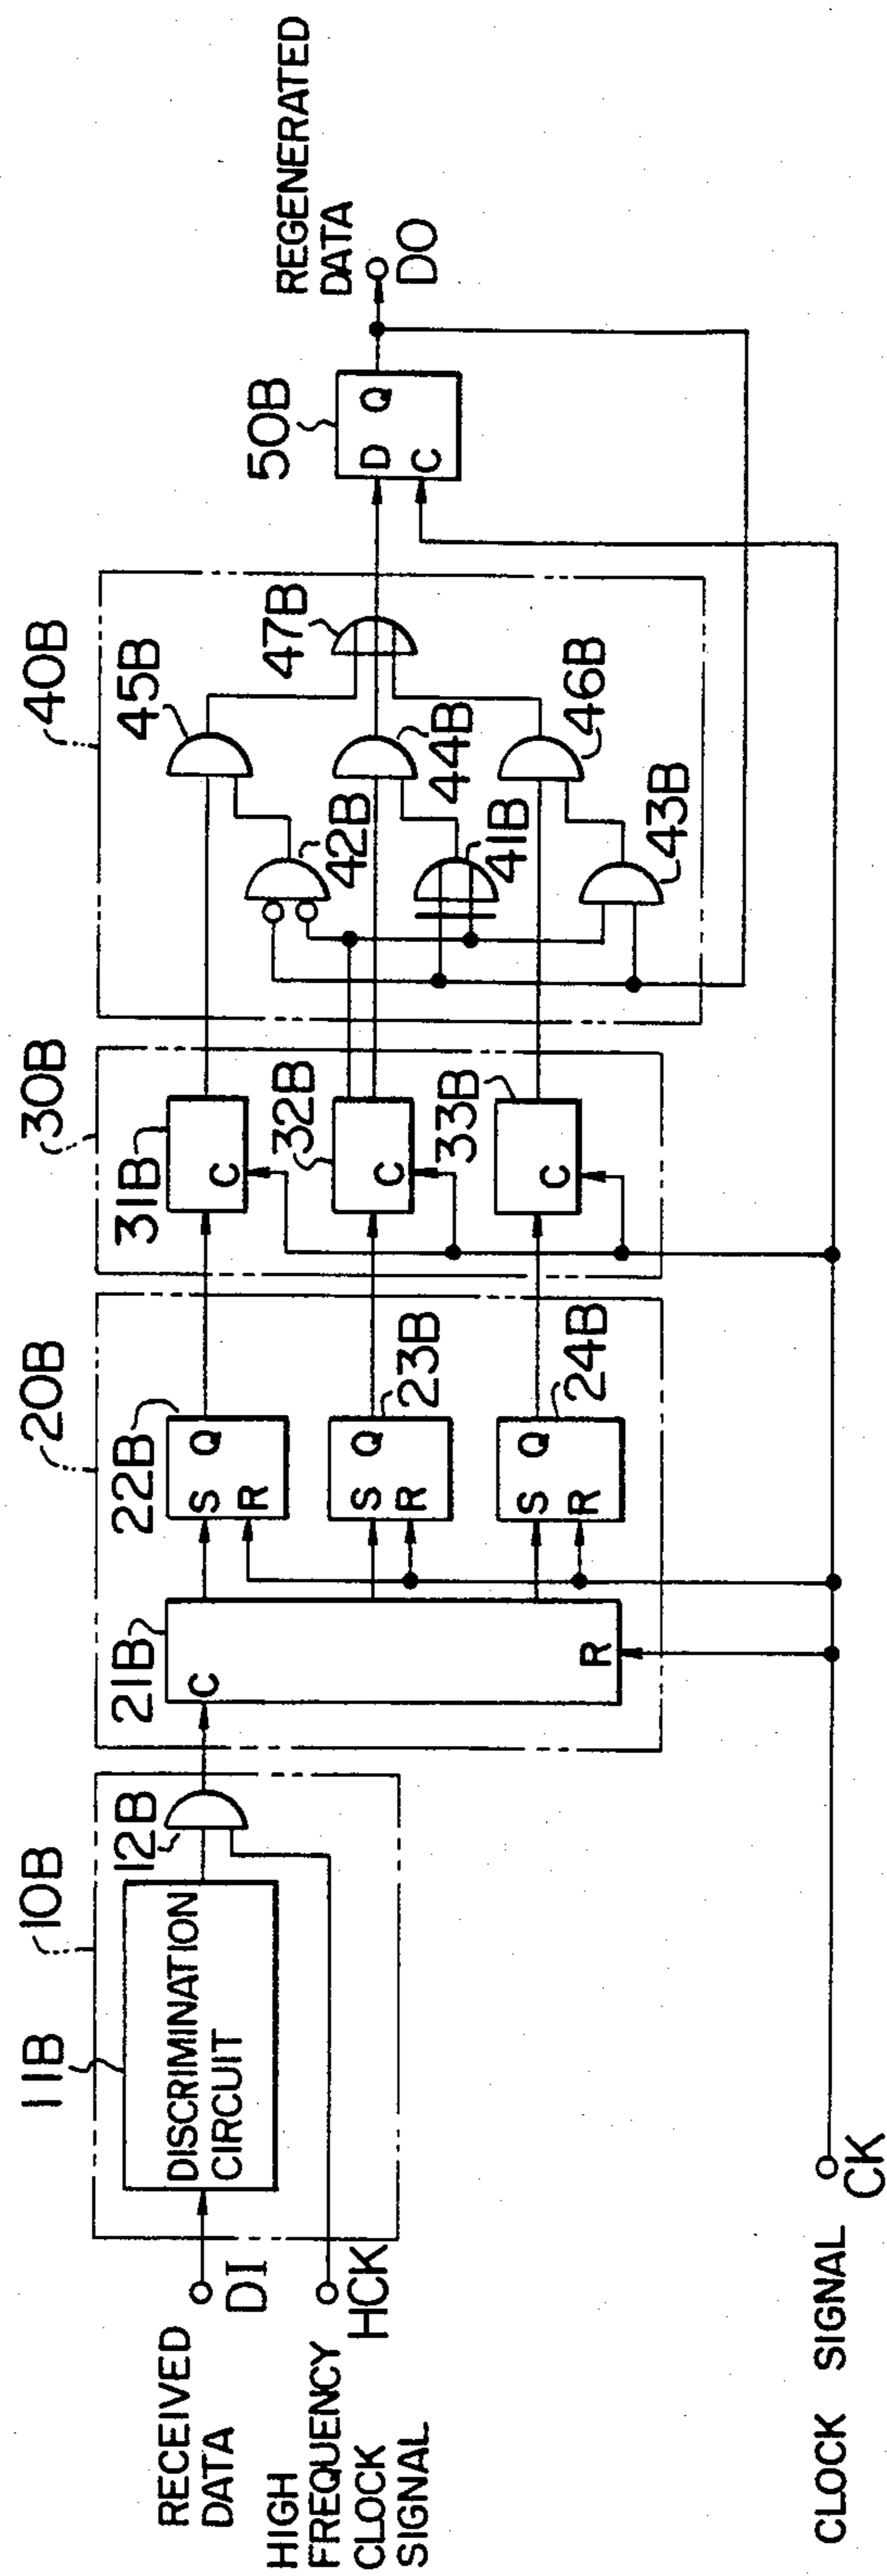 10B
20B
30B
40B
11B
12B
21B
22B
31B
45B
50B
REGENERATED
DATA
DO
DISCRIMINATION
CIRCUIT
C
R
S
Q
R
C
D
Q
C
RECEIVED
DATA
DI
HIGH
FREQUENCY
CLOCK
SIGNAL
HCK
S
Q
R
23B
32B
C
42B
47B
44B
41B
S
Q
R
24B
33B
C
46B
43B
CLOCK SIGNAL
CK